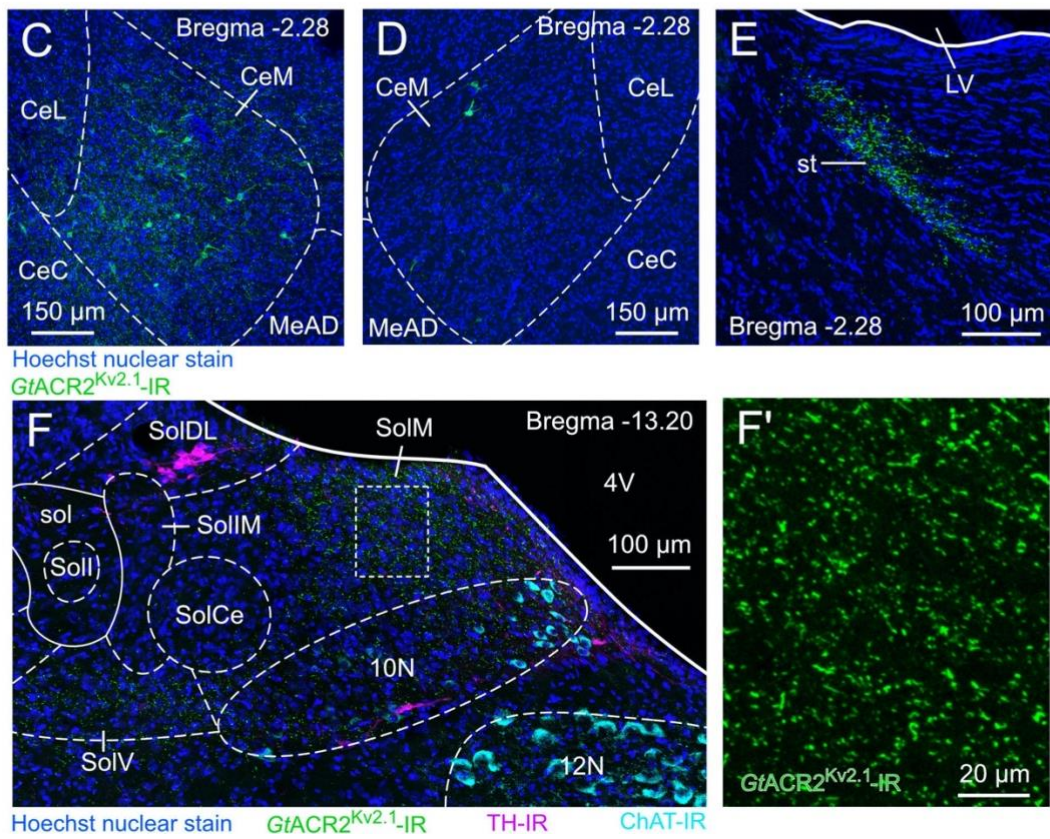 C
Bregma -2.28
CeM
CeL
CeC
MeAD
150 µm
D
Bregma -2.28
CeM
CeL
CeC
MeAD
150 µm
E
LV
st
Bregma -2.28
100 µm
Hoechst nuclear stain
GtACR2Kv2.1-IR
F
SolDL
SolM
Bregma -13.20
4V
sol
SolIM
SolI
100 µm
SolCe
10N
SolV
12N
Hoechst nuclear stain GtACR2Kv2.1-IR TH-IR ChAT-IR
F'
GtACR2Kv2.1-IR
20 µm